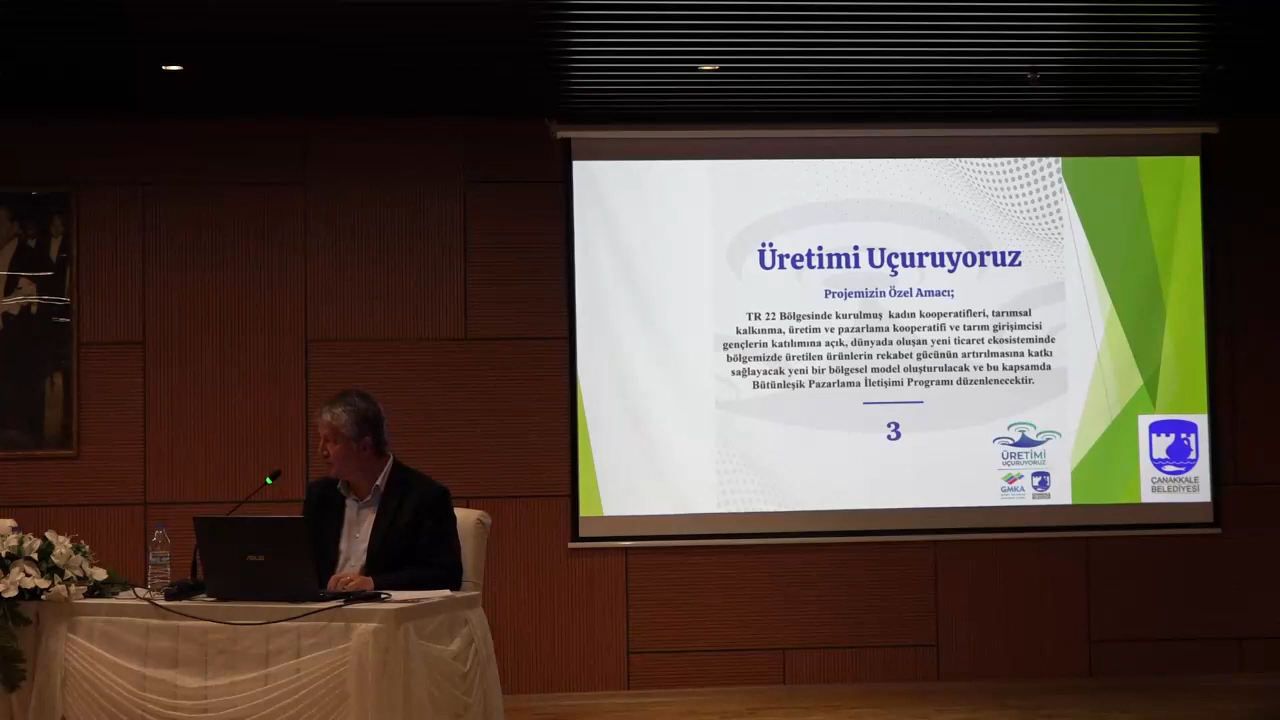 Üretimi Uçuruyoruz
Projemizin Özel Amacı;
TR 22 Bölgesinde kurulmuş kadın kooperatifleri, tarımsal
kalkınma, üretim ve pazarlama kooperatifi ve tarım girişimcisi
gençlerin katılımına açık, dünyada oluşan yeni ticaret ekosisteminde
bölgemizde üretilen ürünlerin rekabet gücünün artırılmasına katkı
sağlayacak yeni bir bölgesel model oluşturulacak ve bu kapsamda
Bütünleşik Pazarlama İletişimi Programı düzenlenecektir.
3
ÜRETİMİ
UÇURUYORUZ
GMKA
ÇANAKKALE
BELEDİYESİ
ASUS